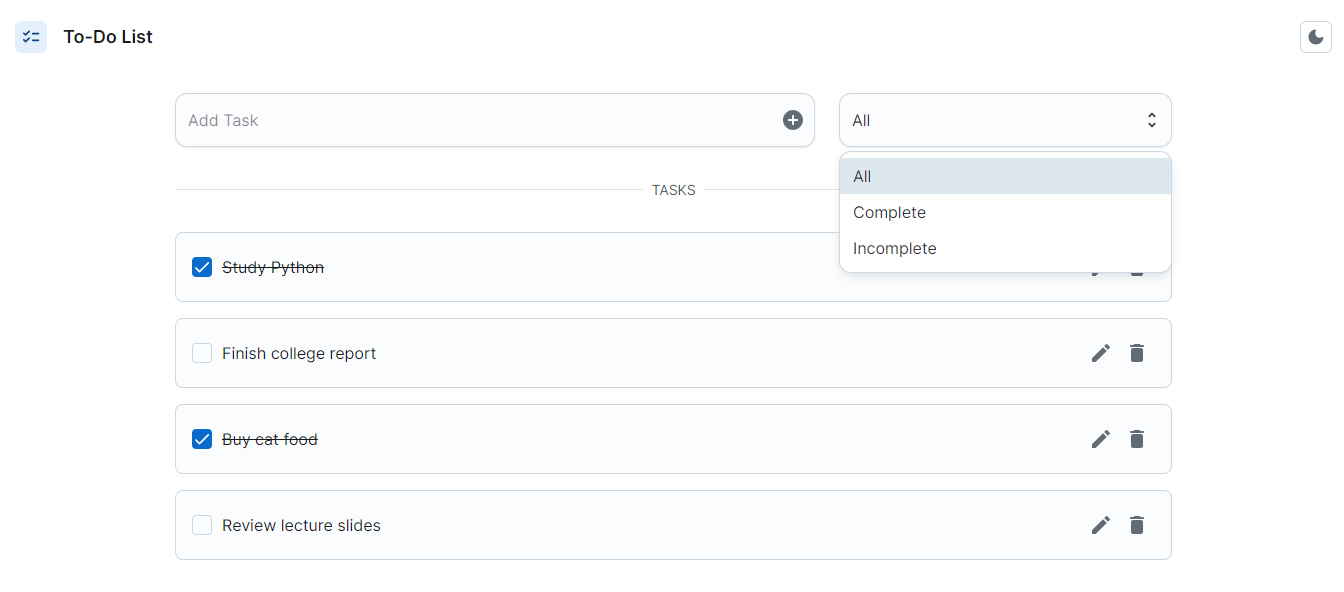 To-Do List
Add Task
All
All
Complete
Incomplete
TASKS
Study Python
Finish college report
Buy cat food
Review lecture slides